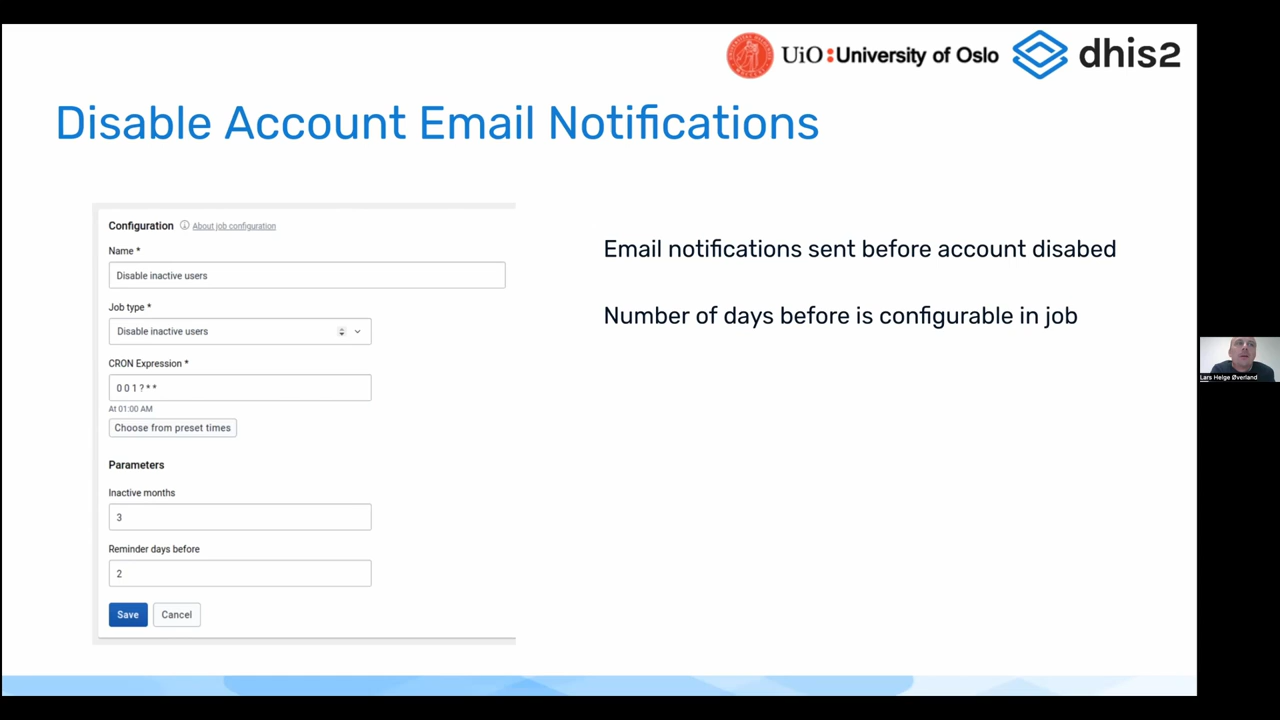 UiO:University of Oslo
dhis2
Disable Account Email Notifications
Configuration About job configuration
Name *
Disable inactive users
Job type *
Disable inactive users
CRON Expression *
0 0 1 ? * *
At 01:00 AM
Choose from preset times
Parameters
Inactive months
3
Reminder days before
2
Save Cancel
Email notifications sent before account disabed
Number of days before is configurable in job
Lars Helge Øverland